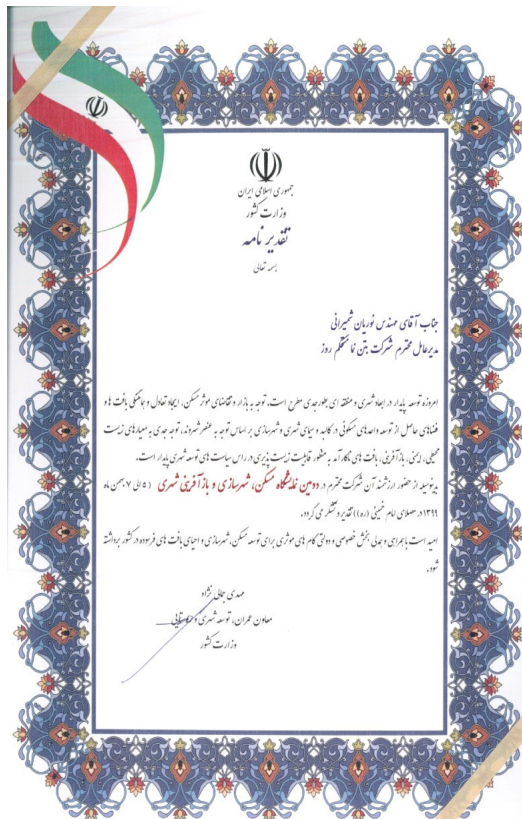 جمهوری اسلامی ایران
وزارت کشور
تقدیر نامه
بسمه تعالی
جناب آقای مهندس نوریان شمیرانی
مدیرعامل محترم شرکت بتن نما مستحکم روز
امروزه توسعه پایدار در ابعاد شهری و منطقه ای بطور جدی مطرح است. توجه به بازار و تقاضای موثر مسکن، ایجاد تعادل و هماهنگی بافت ها و
فضاهای حاصل از توسعه واحدهای مسکونی در کالبد و سیمای شهری و شهرسازی بر اساس توجه به عنصر شهروند، توجه جدی به معیارهای زیست
محیطی، ایمنی، بازآفرینی، بافت های ناکارآمد به منظور قابلیت زیست پذیری در راس سیاست های توسعه شهری پایدار است.
بدینوسیله از حضور ارزشمند آن شرکت محترم در دومین نمایشگاه مسکن، شهرسازی و باز آفرینی شهری ( ۵ الی ۷ بهمن ماه
۱۳۹۹ در مصلای امام خمینی (ره)) تقدیر و تشکر می گردد.
امید است با همراهی و همدلی بخش خصوصی و دولتی گام های موثری برای توسعه مسکن، شهرسازی و احیای بافت های فرسوده در کشور برداشته
شود.
مهدی جمالی نژاد
معاون عمران، توسعه شهری و روستایی
وزارت کشور